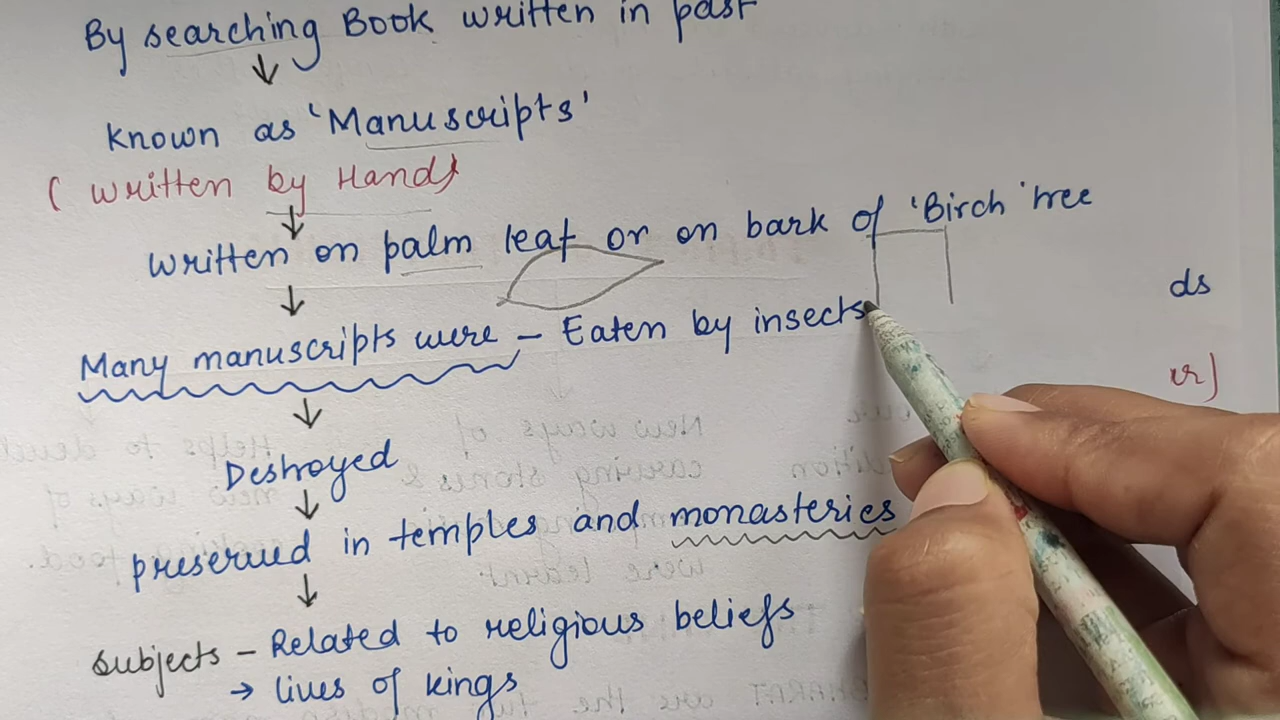 By searching Book written in past
Known as 'Manuscripts'
( written by Hand)
written on palm leaf or on bark of 'Birch' tree
ds
Many manuscripts were - Eaten by insects
Destroyed
preserved in temples and monasteries
subjects - Related to religious beliefs
→ lives of kings